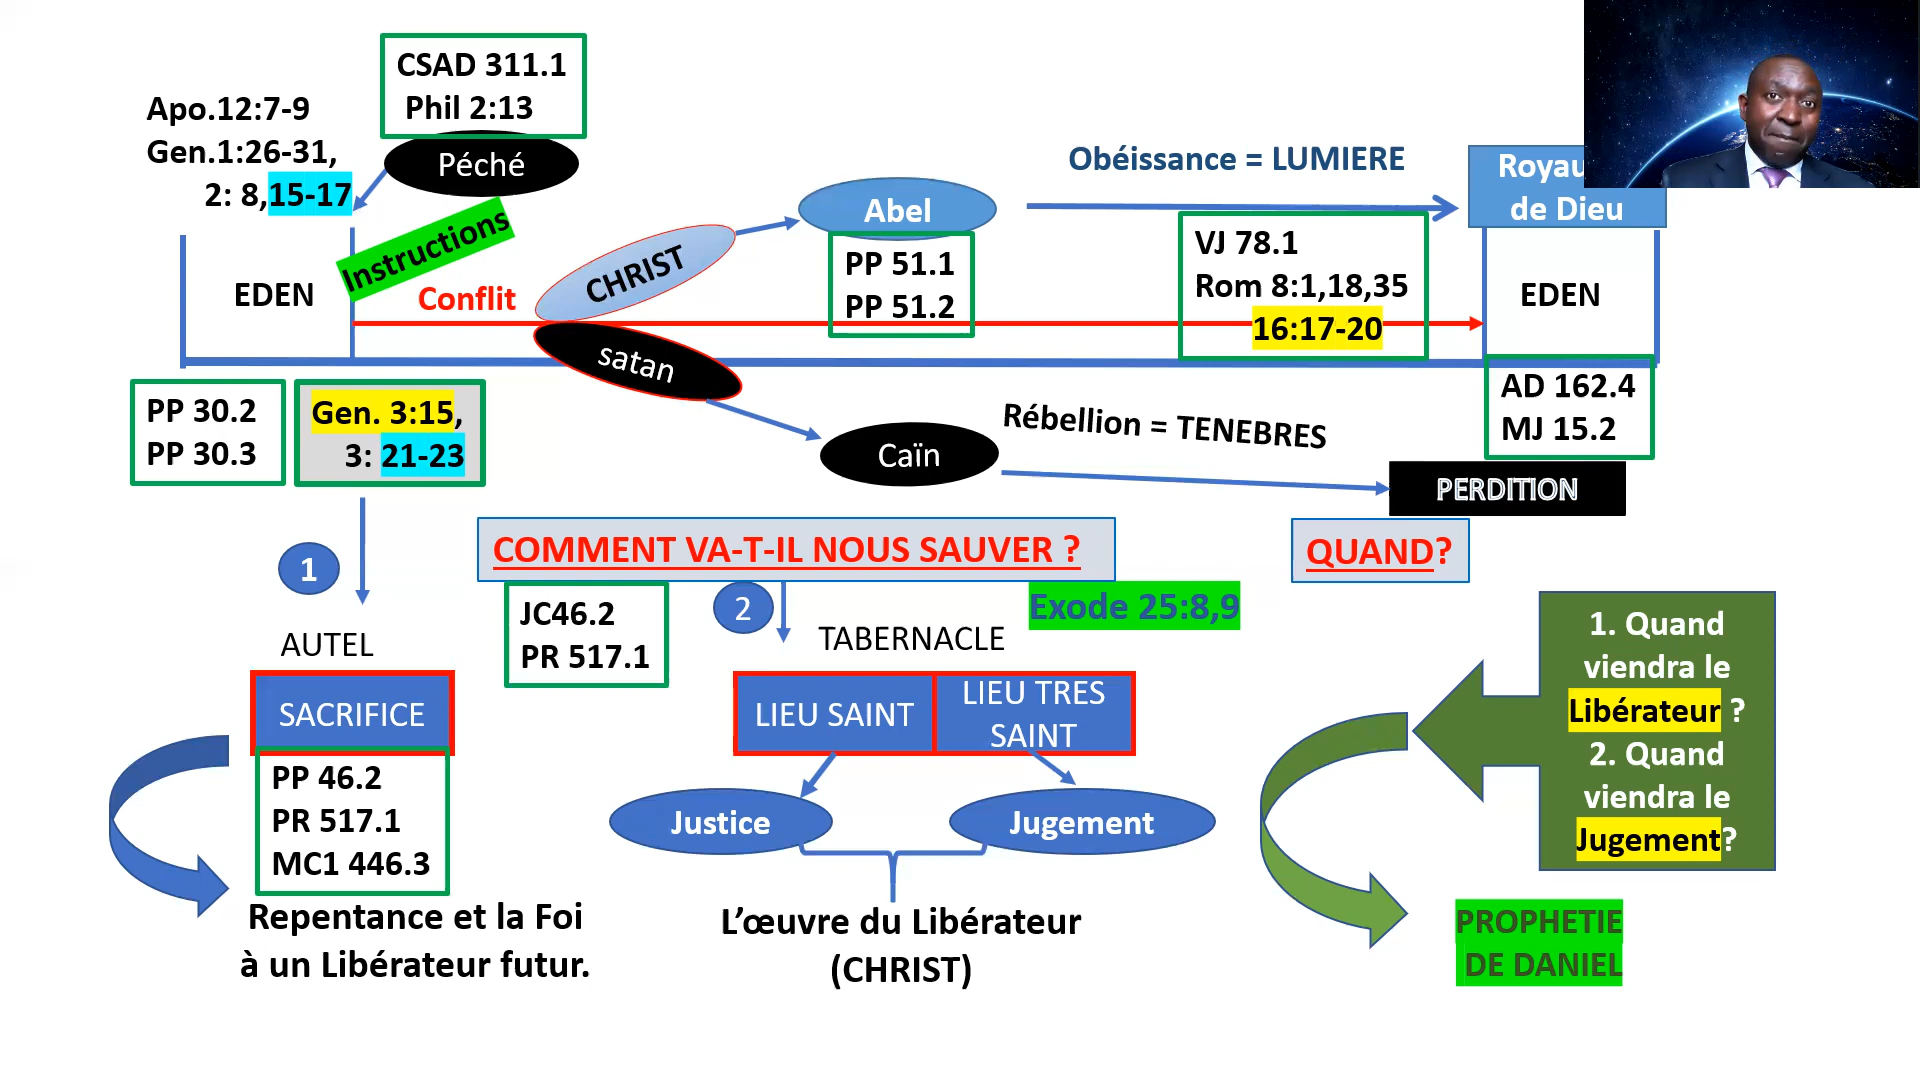 CSAD 311.1
Phil 2:13
Apo.12:7-9
Gen.1:26-31,
2: 8,15-17
Péché
Instructions
EDEN
Conflit
CHRIST
satan
Abel
PP 51.1
PP 51.2
Obéissance = LUMIERE
VJ 78.1
Rom 8:1,18,35
16:17-20
de Dieu
EDEN
AD 162.4
MJ 15.2
PP 30.2
PP 30.3
Gen. 3:15,
3: 21-23
Caïn
Rébellion = TENEBRES
PERDITION
COMMENT VA-T-IL NOUS SAUVER ?
QUAND?
1
AUTEL
SACRIFICE
PP 46.2
PR 517.1
MC1 446.3
Repentance et la Foi
à un Libérateur futur.
JC46.2
PR 517.1
2
Exode 25:8,9
TABERNACLE
LIEU SAINT
LIEU TRES
SAINT
Justice
Jugement
L’œuvre du Libérateur
(CHRIST)
1. Quand
viendra le
Libérateur ?
2. Quand
viendra le
Jugement?
PROPHETIE
DE DANIEL